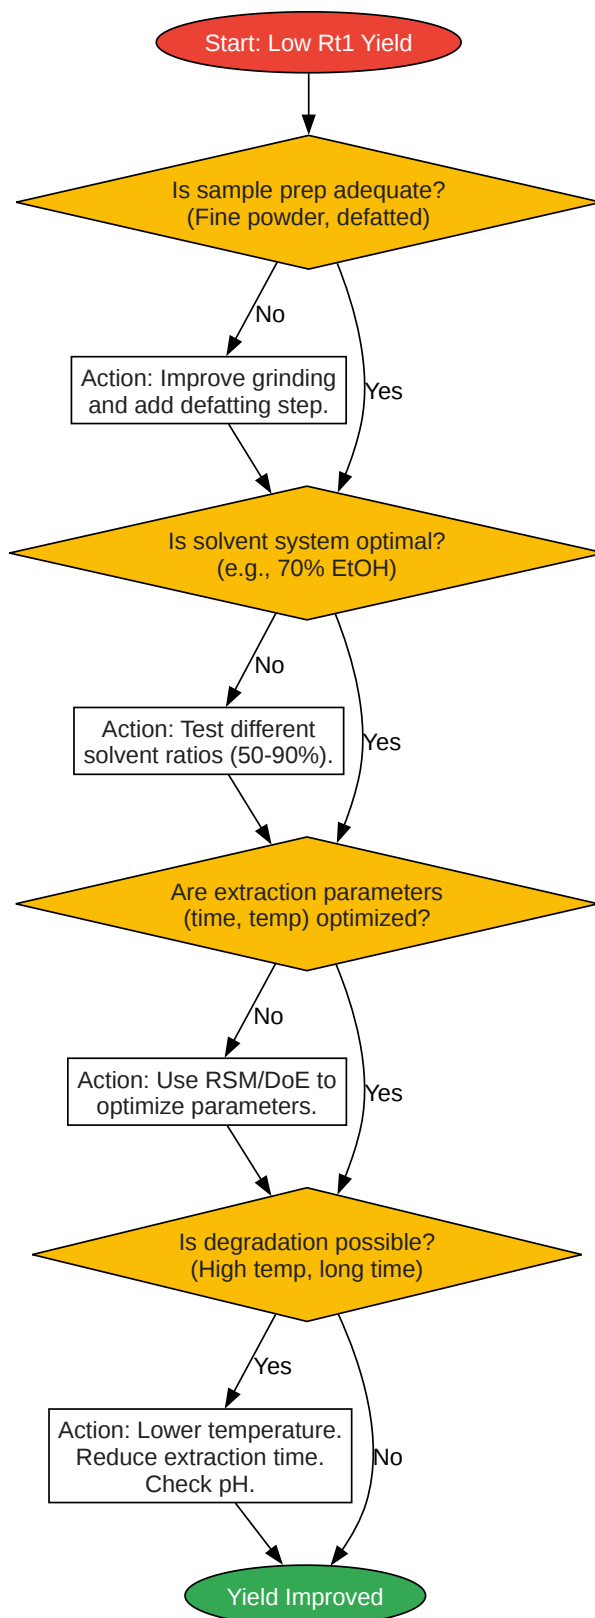 Start: Low Rt1 Yield
Is sample prep adequate?
(Fine powder, defatted)
No
Action: Improve grinding
and add defatting step.
Yes
Is solvent system optimal?
(e.g., 70% EtOH)
No
Action: Test different
solvent ratios (50-90%).
Yes
Are extraction parameters
(time, temp) optimized?
No
Action: Use RSM/DoE to
optimize parameters.
Yes
Is degradation possible?
(High temp, long time)
Yes
Action: Lower temperature.
Reduce extraction time.
Check pH.
No
Yield Improved